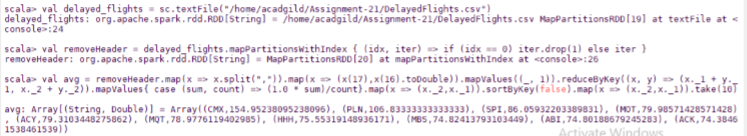 scala> val delayed_flights = sc.textFile("/home/acadgild/Assignment-21/DelayedFlights.csv")
delayed_flights: org.apache.spark.rdd.RDD[String] = /home/acadgild/Assignment-21/DelayedFlights.csv MapPartitionsRDD[19] at textFile at <
console>:24
scala> val removeHeader = delayed_flights.mapPartitionsWithIndex { (idx, iter) => if (idx == 0) iter.drop(1) else iter }
removeHeader: org.apache.spark.rdd.RDD[String] = MapPartitionsRDD[20] at mapPartitionsWithIndex at <console>:26
scala> val avg = removeHeader.map(x => x.split(",")).map(x => (x(17),x(16).toDouble)).mapValues((_, 1)).reduceByKey((x, y) => (x._1 + y._
1, x._2 + y._2)).mapValues{ case (sum, count) => (1.0 * sum)/count}.map(x => (x._2,x._1)).sortByKey(false).map(x => (x._2,x._1)).take(10)
avg: Array[(String, Double)] = Array((CMX,154.95238095238096), (PLN,106.83333333333333), (SPI,86.05932203389831), (MOT,79.98571428571428)
, (ACY,79.3103448275862), (MQT,78.9776119402985), (HHH,75.55319148936171), (MBS,74.82413793103449), (ABI,74.80188679245283), (ACK,74.3846
1538461539))
Activate Windows